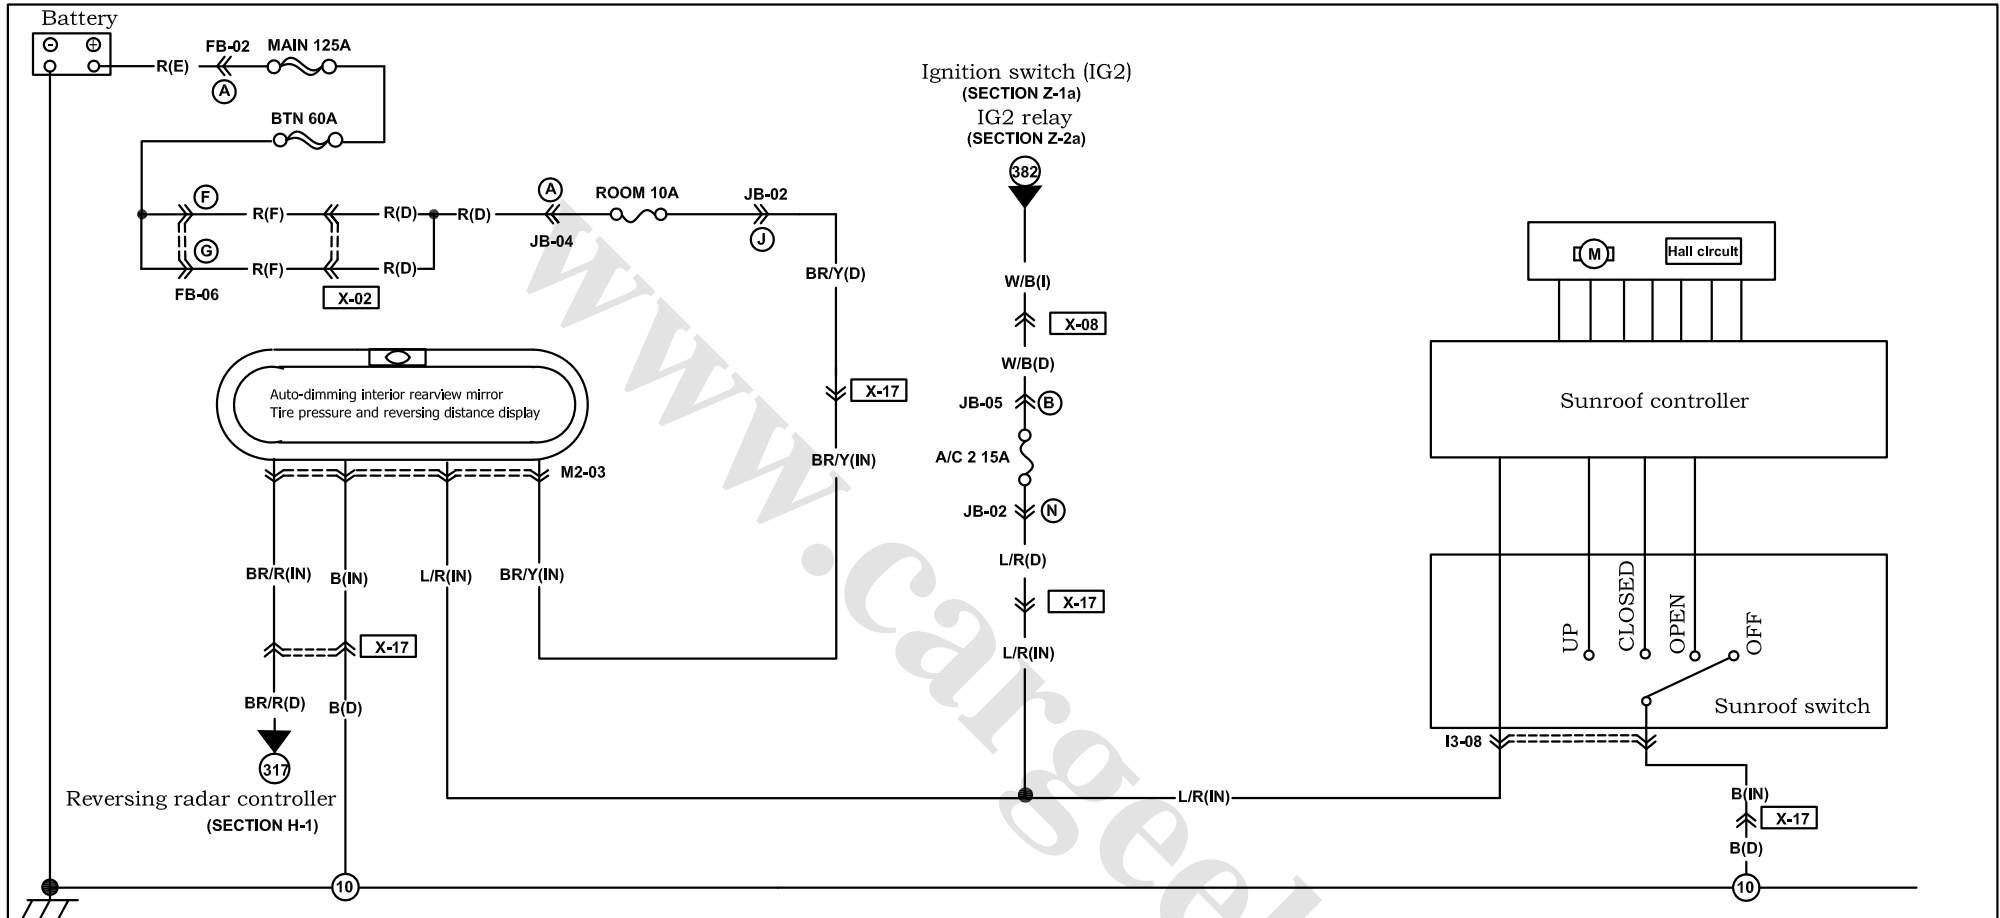 Battery
FB-02 MAIN 125A
R(E)
A
BTN 60A
F
R(F) R(D) R(D)
G
R(F) R(D)
FB-06
X-02
A
JB-04
ROOM 10A
JB-02
J
BR/Y(D)
X-17
BR/Y(IN)
Auto-dimming interior rearview mirror
Tire pressure and reversing distance display
M2-03
BR/R(IN) B(IN) L/R(IN) BR/Y(IN)
X-17
BR/R(D) B(D)
317
Reversing radar controller
(SECTION H-1)
10
Ignition switch (IG2)
(SECTION Z-1a)
IG2 relay
(SECTION Z-2a)
382
W/B(I)
X-08
W/B(D)
JB-05 B
A/C 2 15A
JB-02 N
L/R(D)
X-17
L/R(IN)
L/R(IN)
M
Hall circuit
Sunroof controller
UP
CLOSED
OPEN
OFF
Sunroof switch
I3-08
B(IN)
X-17
B(D)
10
www.cargeek